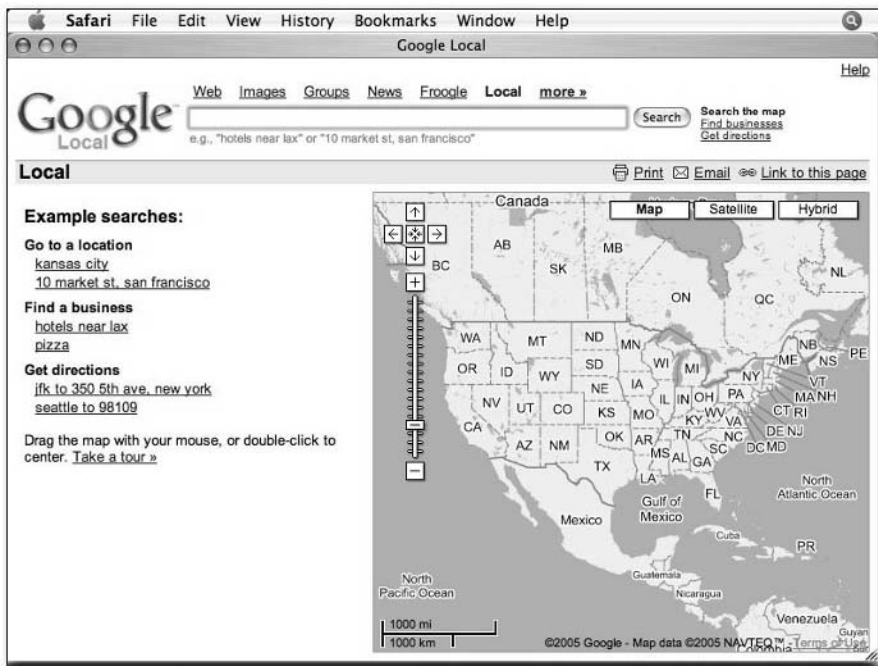 Safari File Edit View History Bookmarks Window Help
Google Local
Help
Google™
Local
Web Images Groups News Froogle Local more »
Search
e.g., "hotels near lax" or "10 market st, san francisco"
Search the map
Find businesses
Get directions
Local
Print Email Link to this page
Example searches:
Go to a location
kansas city
10 market st, san francisco
Find a business
hotels near lax
pizza
Get directions
jfk to 350 5th ave, new york
seattle to 98109
Drag the map with your mouse, or double-click to
center. Take a tour »
Canada
Map Satellite Hybrid
AB
MB
BC
SK
NL
ON
QC
WA
MT
ND
MN
NB
PE
OR
ID
WY
SD
WI
MI
ME
NS
NY
VT
NE
IA
PA
MA NH
NV
UT
CO
KS
MO
IL
IN
OH
WV
KY
VA
CT RI
CA
AZ
NM
OK
AR
TN
NC
DE NJ
MS
AL
GA
SC
DC MD
TX
LA
FL
North
Atlantic Ocean
Gulf of
Mexico
Mexico
Cuba
PR
Guatemala
Nicaragua
North
Pacific Ocean
Venezuela
Guyan
1000 mi
1000 km
©2005 Google - Map data ©2005 NAVTEQ™ - Terms of Use